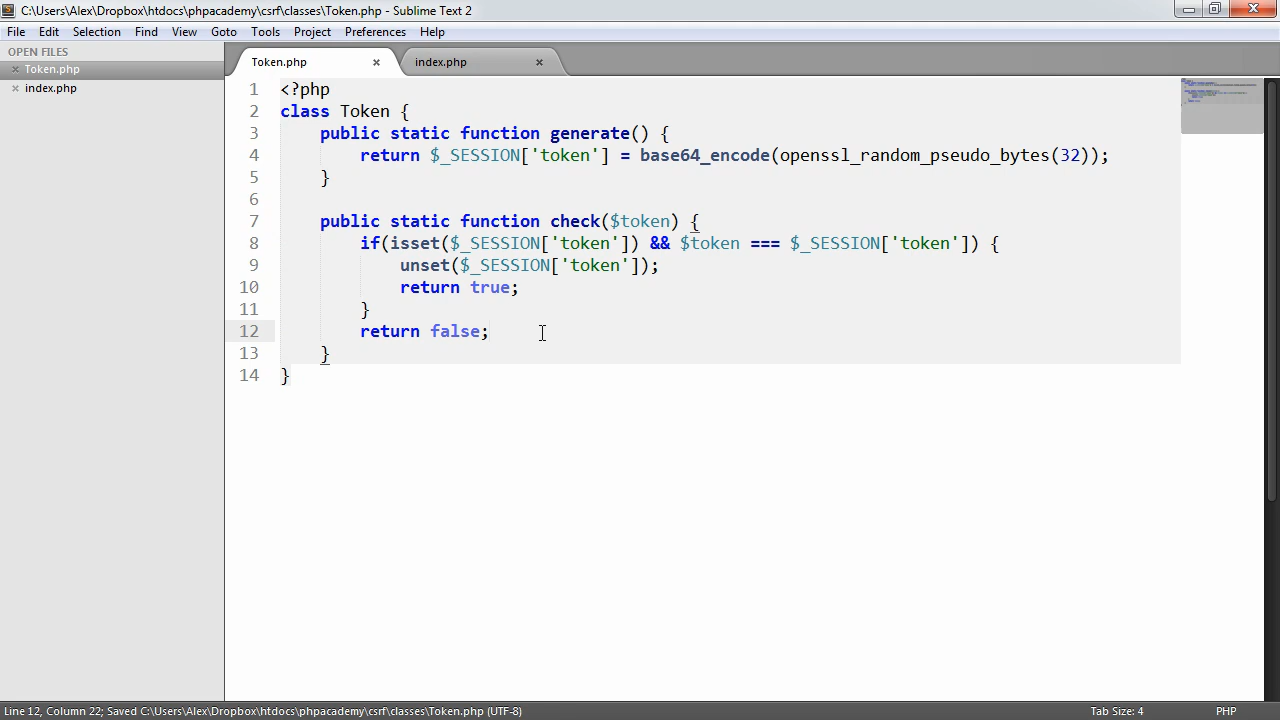 C:\Users\Alex\Dropbox\htdocs\phpacademy\csrf\classes\Token.php - Sublime Text 2
File Edit Selection Find View Goto Tools Project Preferences Help
OPEN FILES
× Token.php
× index.php
Token.php × index.php ×
1 <?php
2 class Token {
3     public static function generate() {
4         return $_SESSION['token'] = base64_encode(openssl_random_pseudo_bytes(32));
5     }
6
7     public static function check($token) {
8         if(isset($_SESSION['token']) && $token === $_SESSION['token']) {
9             unset($_SESSION['token']);
10             return true;
11         }
12         return false;
13     }
14 }
Line 12, Column 22; Saved C:\Users\Alex\Dropbox\htdocs\phpacademy\csrf\classes\Token.php (UTF-8) Tab Size: 4 PHP